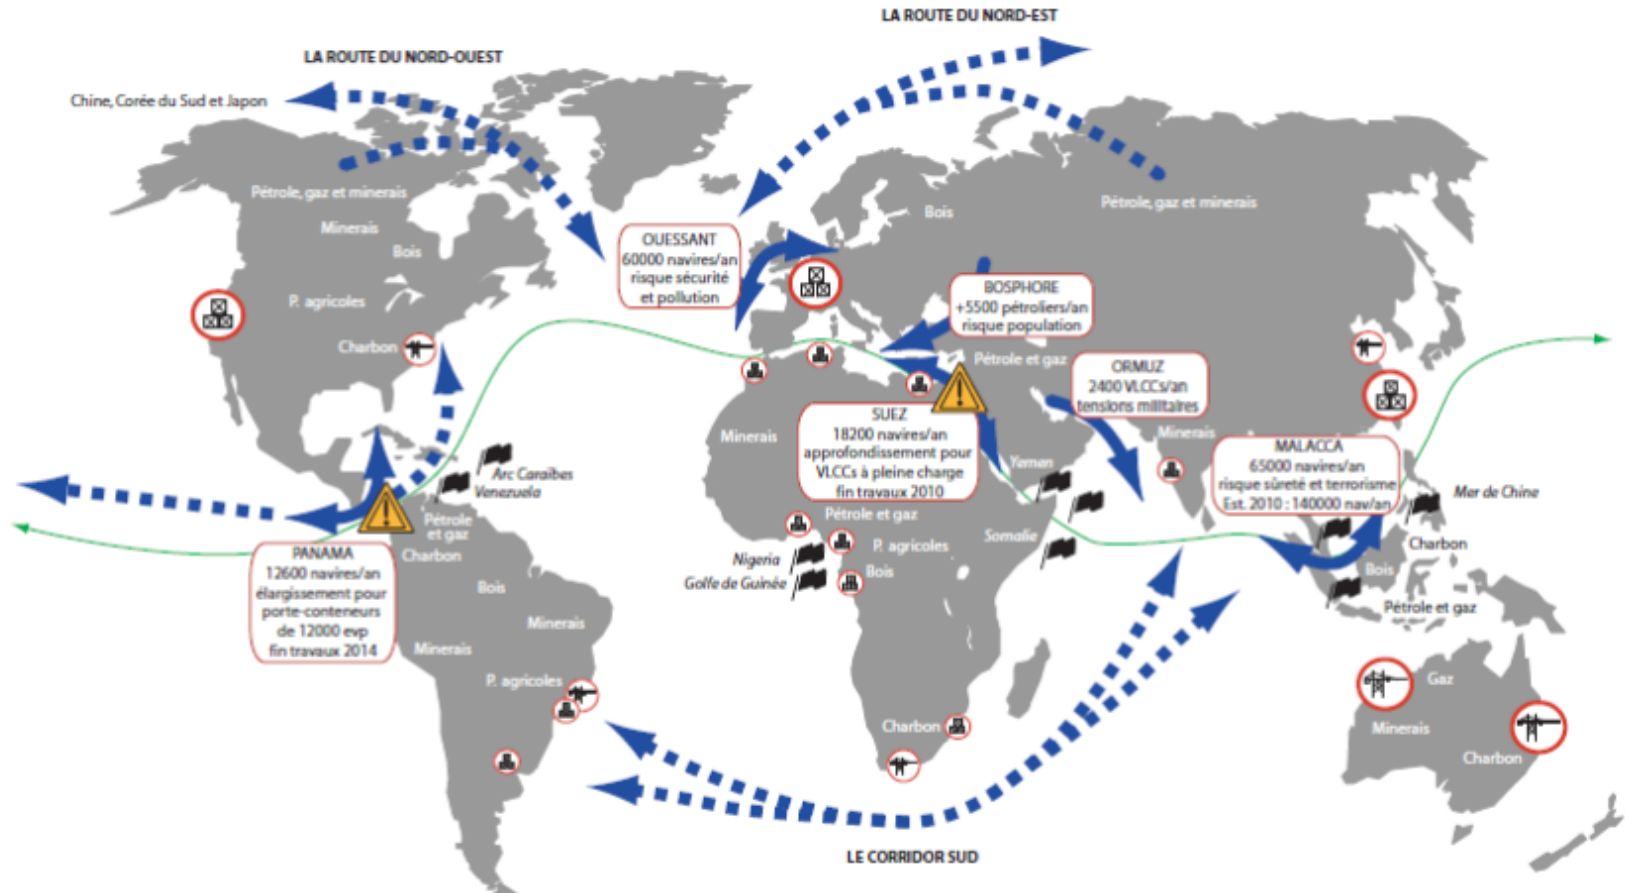 LA ROUTE DU NORD-EST
LA ROUTE DU NORD-OUEST
Chine, Corée du Sud et Japon
Pétrole, gaz et minerais
Minerais
Bois
P. agricoles
Charbon
OUESSANT
60000 navires/an
risque sécurité
et pollution
Bois
Pétrole, gaz et minerais
BOSPHORE
+5500 pétroliers/an
risque population
Pétrole et gaz
ORMUZ
2400 VLCCs/an
tensions militaires
SUEZ
18200 navires/an
approfondissement pour
VLCCs à pleine charge
fin travaux 2010
Minerais
Minerais
MALACCA
65000 navires/an
risque sûreté et terrorisme
Est. 2010 : 140000 nav/an
Mer de Chine
Yemen
Somalie
Arc Caraïbes
Venezuela
Pétrole
et gaz
Charbon
PANAMA
12600 navires/an
élargissement pour
porte-conteneurs
de 12000 evp
fin travaux 2014
Bois
Minerais
Minerais
P. agricoles
Pétrole et gaz
P. agricoles
Bois
Nigeria
Golfe de Guinée
Charbon
Charbon
Bois
Pétrole et gaz
Gaz
Minerais
Charbon
LE CORRIDOR SUD